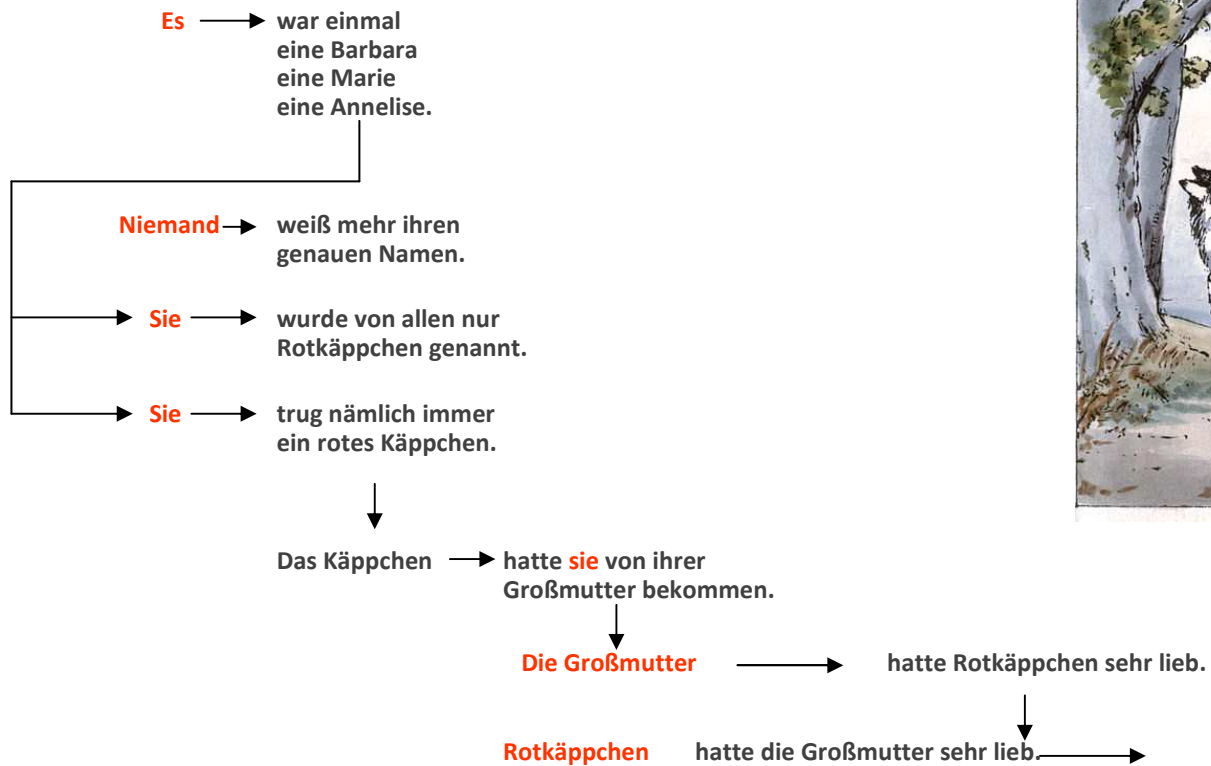 Es war einmal
eine Barbara
eine Marie
eine Annelise.
Niemand weiß mehr ihren
genauen Namen.
Sie wurde von allen nur
Rotkäppchen genannt.
Sie trug nämlich immer
ein rotes Käppchen.
Das Käppchen hatte sie von ihrer
Großmutter bekommen.
Die Großmutter hatte Rotkäppchen sehr lieb.
Rotkäppchen hatte die Großmutter sehr lieb.